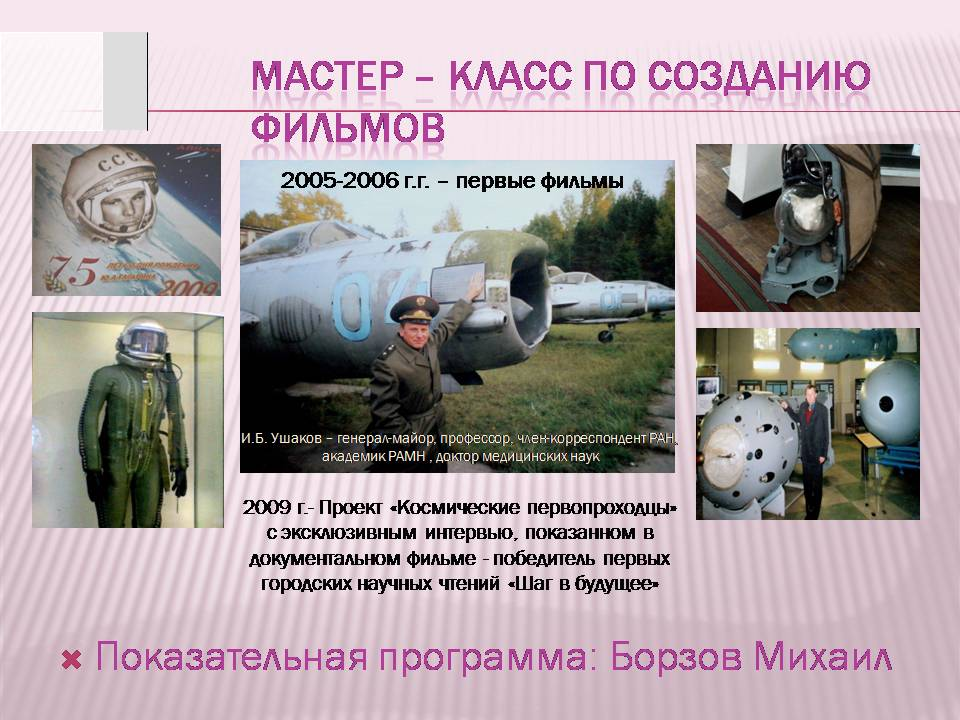 МАСТЕР – КЛАСС ПО СОЗДАНИЮ
ФИЛЬМОВ
2005-2006 г.г. – первые фильмы
СССР
75
2009
04
И.Б. Ушаков – генерал-майор, профессор, член-корреспондент РАН,
академик РАМН , доктор медицинских наук
2009 г.- Проект «Космические первопроходцы»
с эксклюзивным интервью, показанном в
документальном фильме - победитель первых
городских научных чтений «Шаг в будущее»
Показательная программа: Борзов Михаил